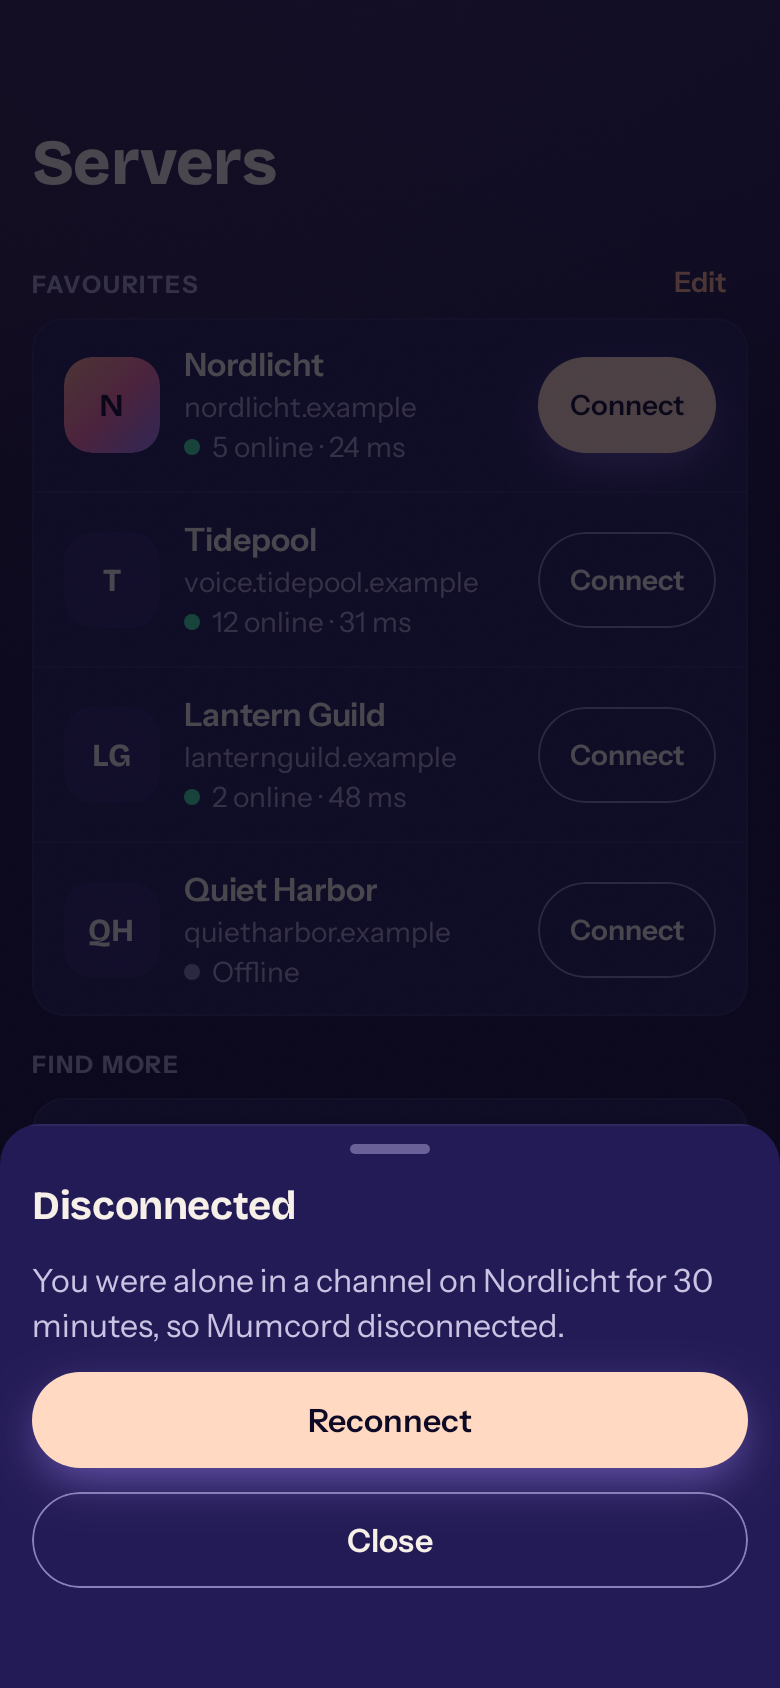 Servers
FAVOURITES
Edit
N
Nordlicht
nordlicht.example
5 online · 24 ms
Connect
T
Tidepool
voice.tidepool.example
12 online · 31 ms
Connect
LG
Lantern Guild
lanternguild.example
2 online · 48 ms
Connect
QH
Quiet Harbor
quietharbor.example
Offline
Connect
FIND MORE
Disconnected
You were alone in a channel on Nordlicht for 30
minutes, so Mumcord disconnected.
Reconnect
Close